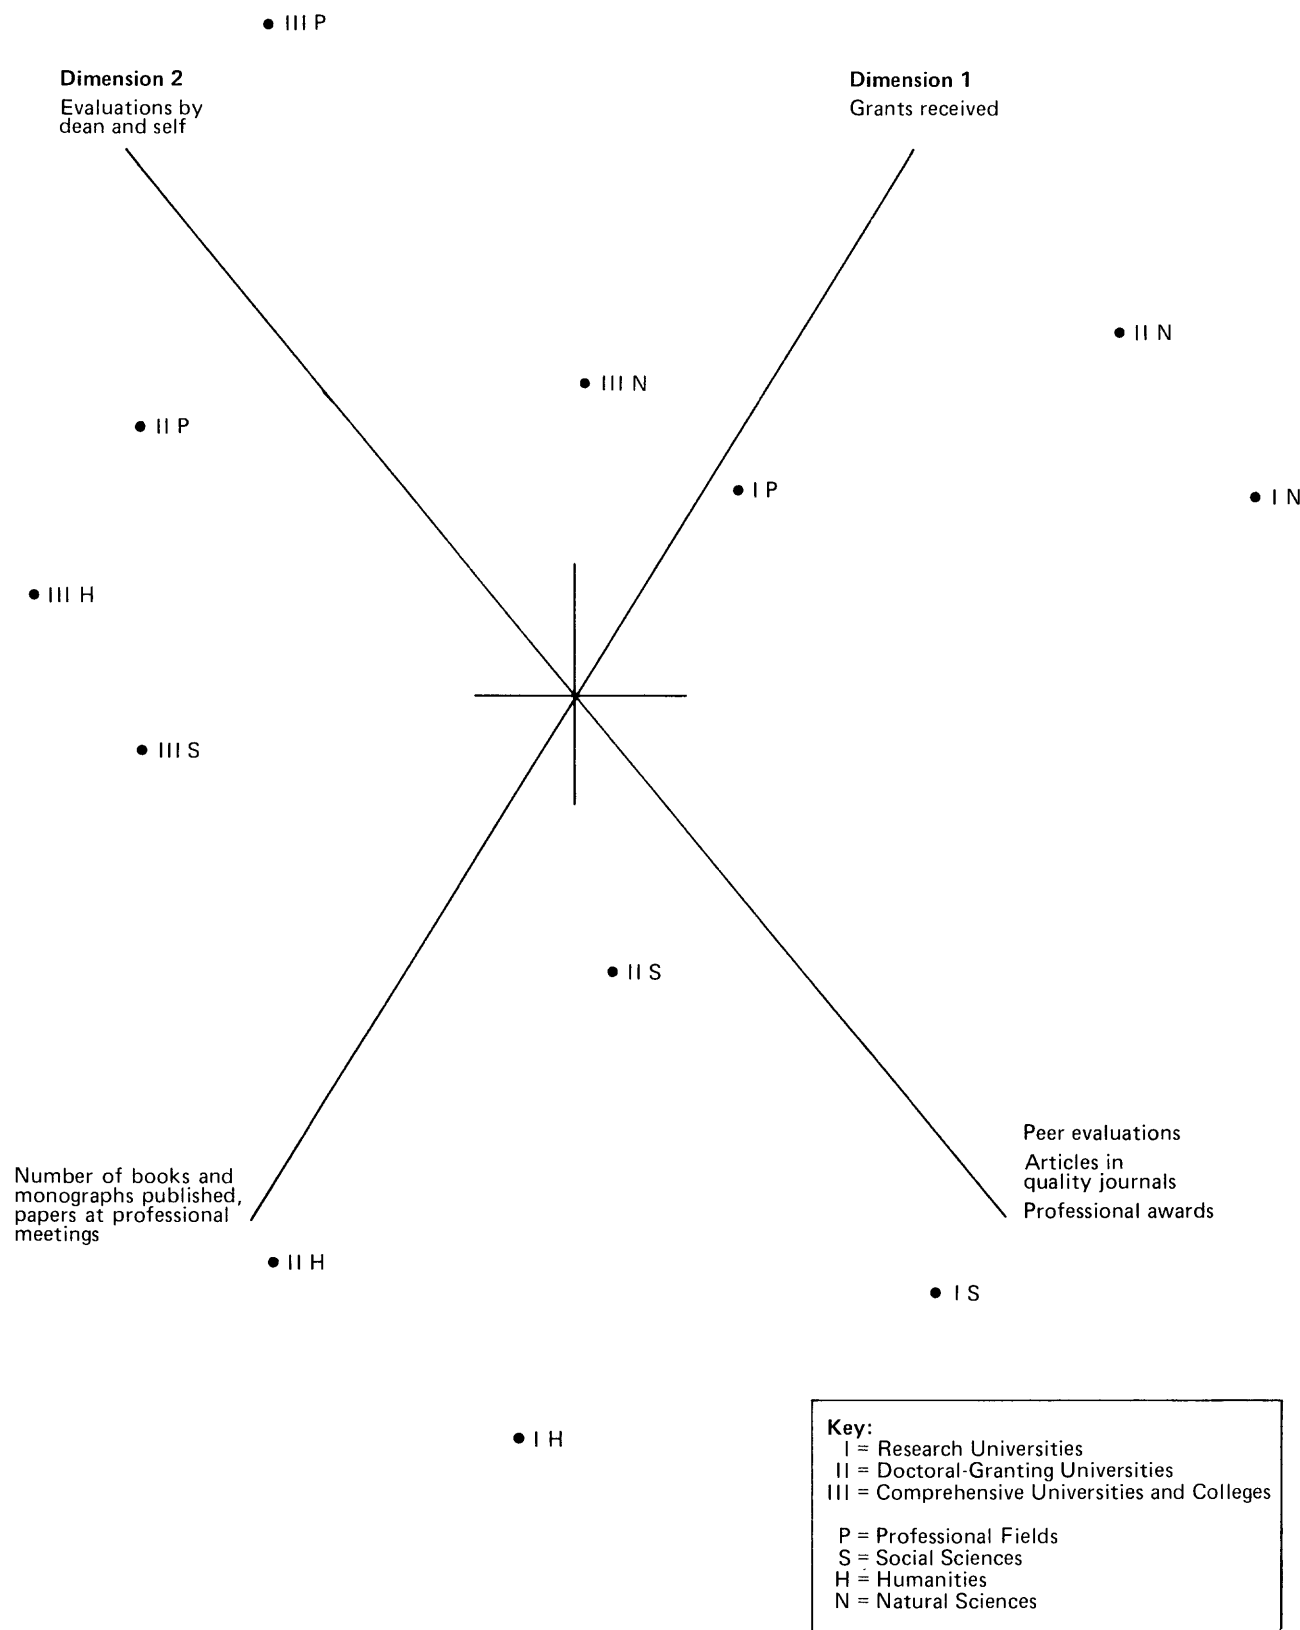 III P
Dimension 2
Evaluations by
dean and self
Dimension 1
Grants received
II N
III N
II P
I P
I N
III H
III S
II S
Peer evaluations
Articles in
quality journals
Professional awards
Number of books and
monographs published,
papers at professional
meetings
II H
I S
I H
Key:
I = Research Universities
II = Doctoral-Granting Universities
III = Comprehensive Universities and Colleges
P = Professional Fields
S = Social Sciences
H = Humanities
N = Natural Sciences